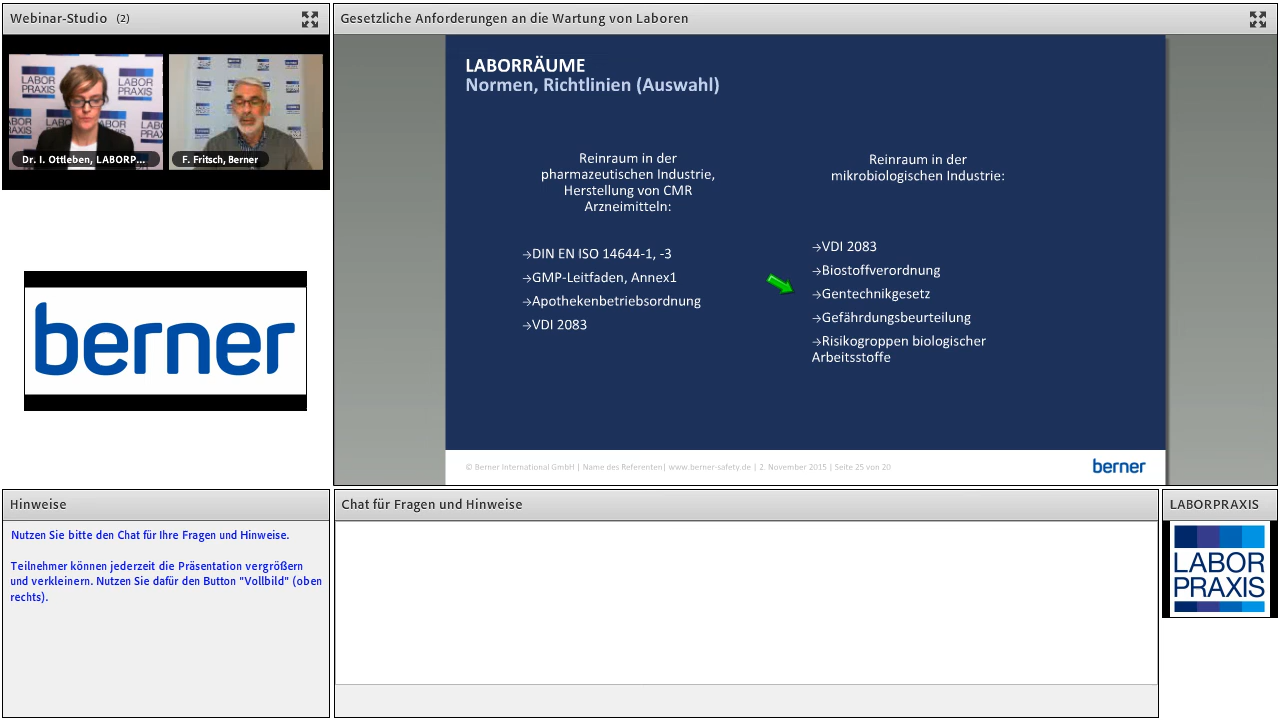 Webinar-Studio (2)
Gesetzliche Anforderungen an die Wartung von Laboren
LABOR
PRAXIS
LABOR
PRAXIS
Dr. I. Ottleben, LABORP...
F. Fritsch, Berner
LABORRÄUME
Normen, Richtlinien (Auswahl)
Reinraum in der
pharmazeutischen Industrie,
Herstellung von CMR
Arzneimitteln:
→DIN EN ISO 14644-1, -3
→GMP-Leitfaden, Annex1
→Apothekenbetriebsordnung
→VDI 2083
Reinraum in der
mikrobiologischen Industrie:
→VDI 2083
→Biostoffverordnung
→Gentechnikgesetz
→Gefährdungsbeurteilung
→Risikogruppen biologischer
Arbeitsstoffe
© Berner International GmbH | Name des Referenten| www.berner-safety.de | 2. November 2015 | Seite 25 von 20
berner
berner
Hinweise
Nutzen Sie bitte den Chat für Ihre Fragen und Hinweise.
Teilnehmer können jederzeit die Präsentation vergrößern
und verkleinern. Nutzen Sie dafür den Button "Vollbild" (oben
rechts).
Chat für Fragen und Hinweise
LABORPRAXIS
LABOR
PRAXIS